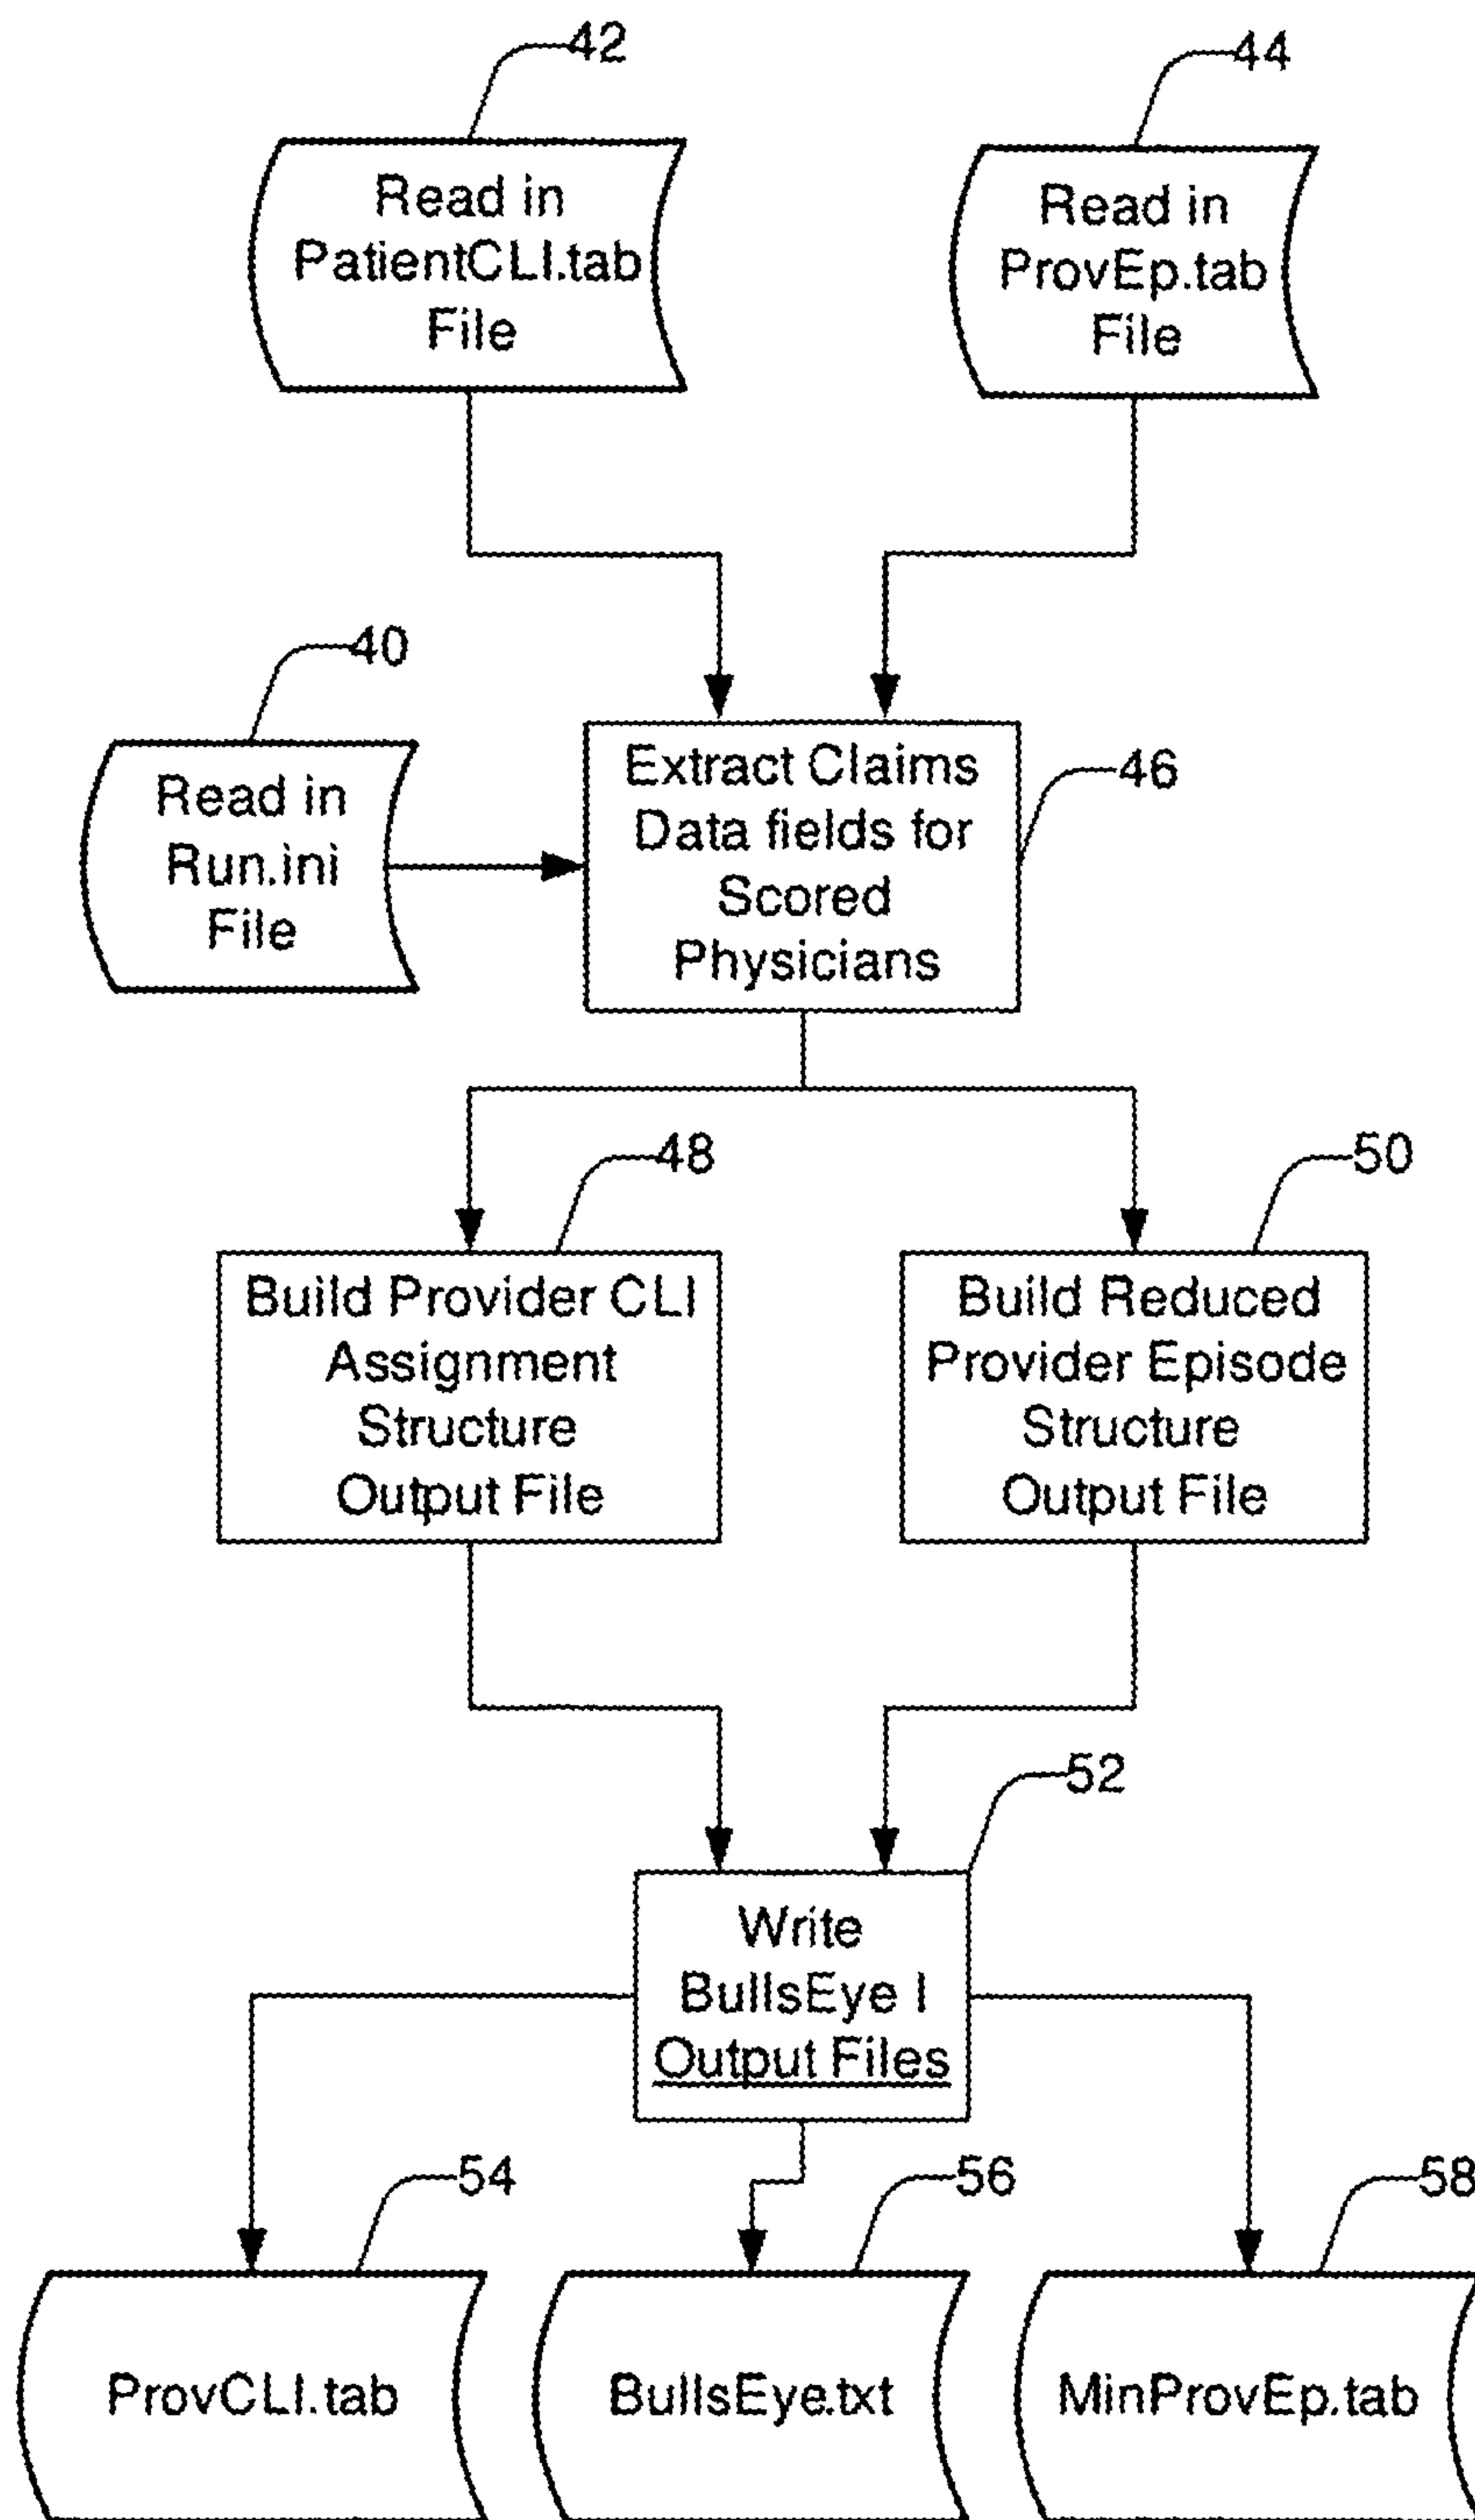 42
44
Read in
PatientCLI.tab
File
Read in
ProvEp.tab
File
40
Read in
Run.ini
File
Extract Claims
Data fields for
Scored
Physicians
46
48
50
Build Provider CLI
Assignment
Structure
Output File
Build Reduced
Provider Episode
Structure
Output File
52
Write
BullsEye I
Output Files
54
56
58
ProvCLI.tab
BullsEye.txt
MinProvEp.tab